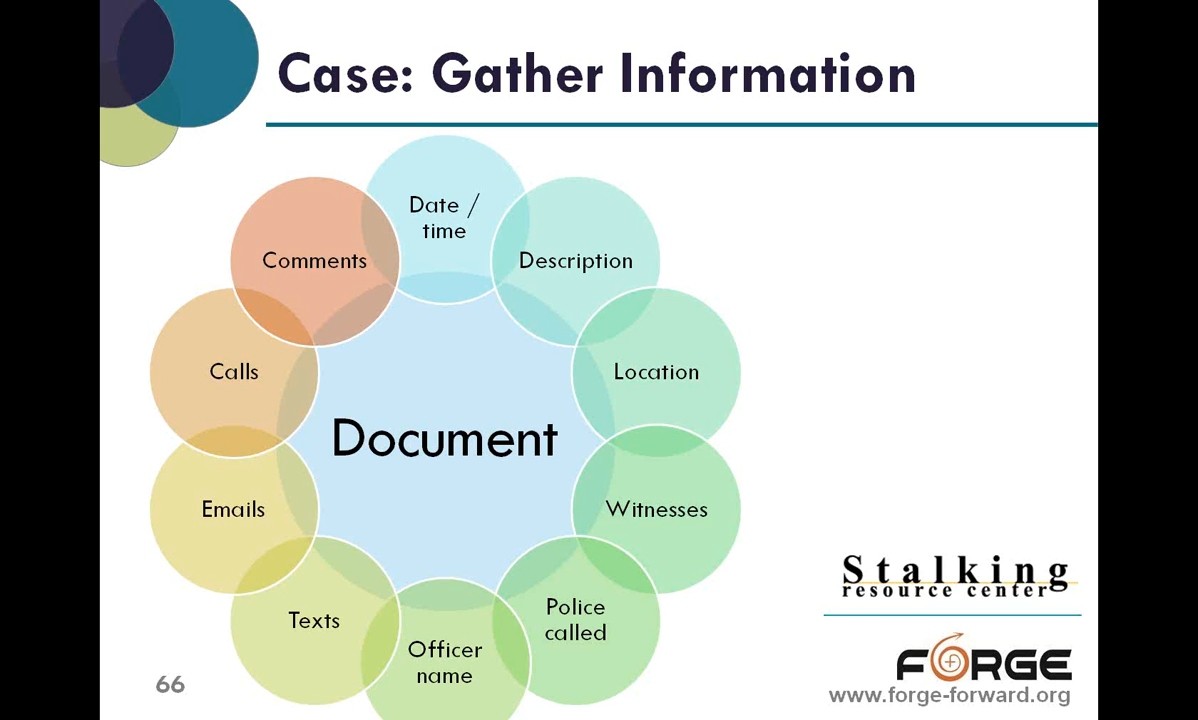 Case: Gather Information
Date /
time
Description
Location
Witnesses
Police
called
Officer
name
Texts
Emails
Calls
Comments
Document
Stalking
resource center
FORGE
www.forge-forward.org
66